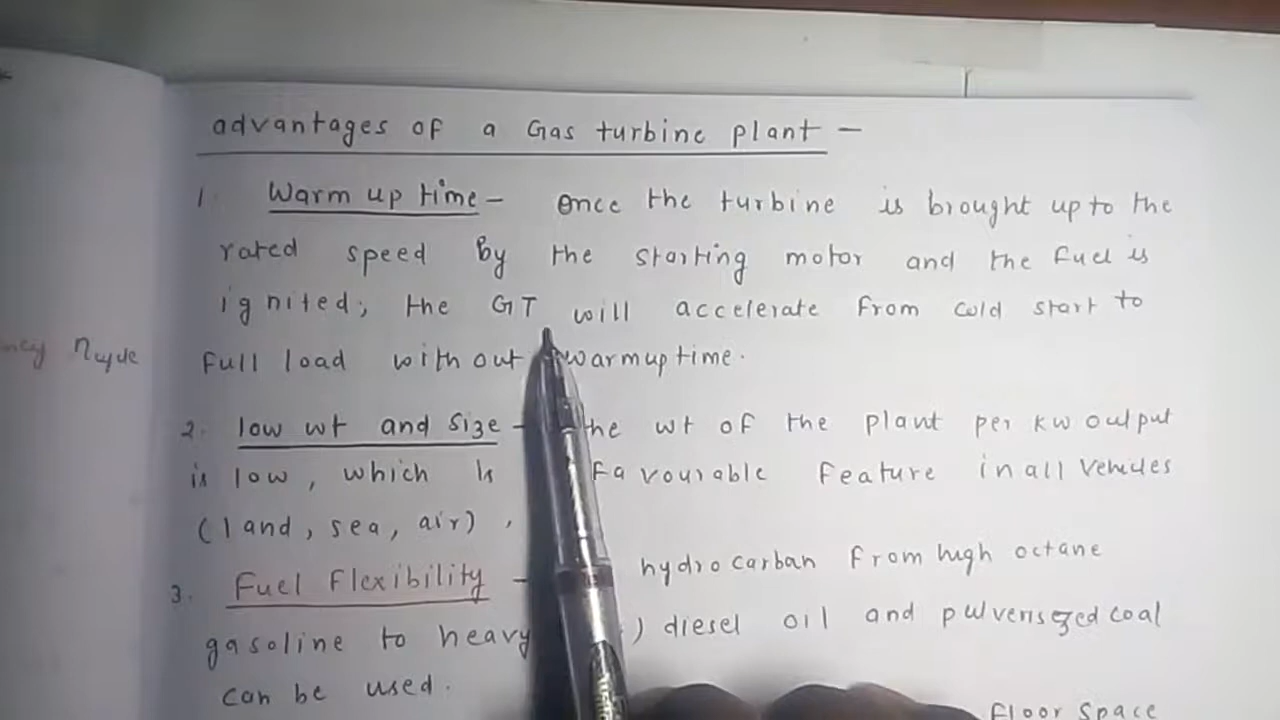 advantages of a Gas turbine plant -
1. Warm up time - once the turbine is brought up to the
rated speed by the starting motor and the fuel is
ignited; the GT will accelerate from cold start to
full load with out warmup time.
2. low wt and size - the wt of the plant per kw output
is low, which is favourable feature in all vehicles
(land, sea, air),
3. Fuel Flexibility - hydrocarban from high octane
gasoline to heavy ) diesel oil and pulverszed coal
can be used.
floor space
ηcycle